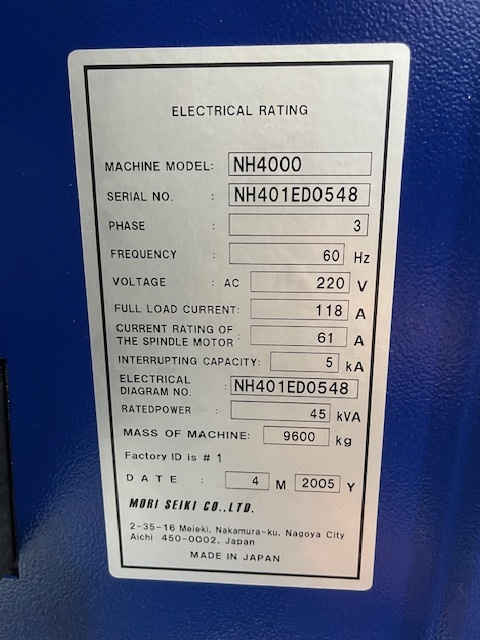 ELECTRICAL RATING
MACHINE MODEL: NH4000
SERIAL NO. : NH401ED0548
PHASE : 3
FREQUENCY : 60 Hz
VOLTAGE : AC 220 V
FULL LOAD CURRENT: 118 A
CURRENT RATING OF
THE SPINDLE MOTOR : 61 A
INTERRUPTING CAPACITY: 5 kA
ELECTRICAL
DIAGRAM NO. : NH401ED0548
RATEDPOWER : 45 kVA
MASS OF MACHINE: 9600 kg
Factory ID is # 1
DATE : 4 M 2005 Y
MORI SEIKI CO.,LTD.
2-35-16 Meieki, Nakamura-ku, Nagoya City
Aichi 450-0002, Japan
MADE IN JAPAN